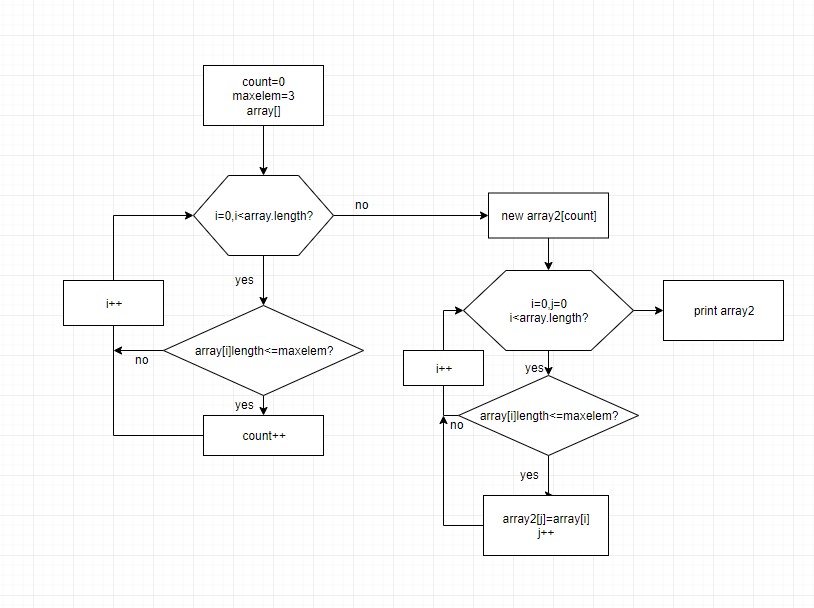 count=0
maxelem=3
array[]
i=0,i<array.length?
no
new array2[count]
yes
i++
array[i]length<=maxelem?
no
yes
count++
i=0,j=0
i<array.length?
print array2
yes
i++
array[i]length<=maxelem?
no
yes
array2[j]=array[i]
j++